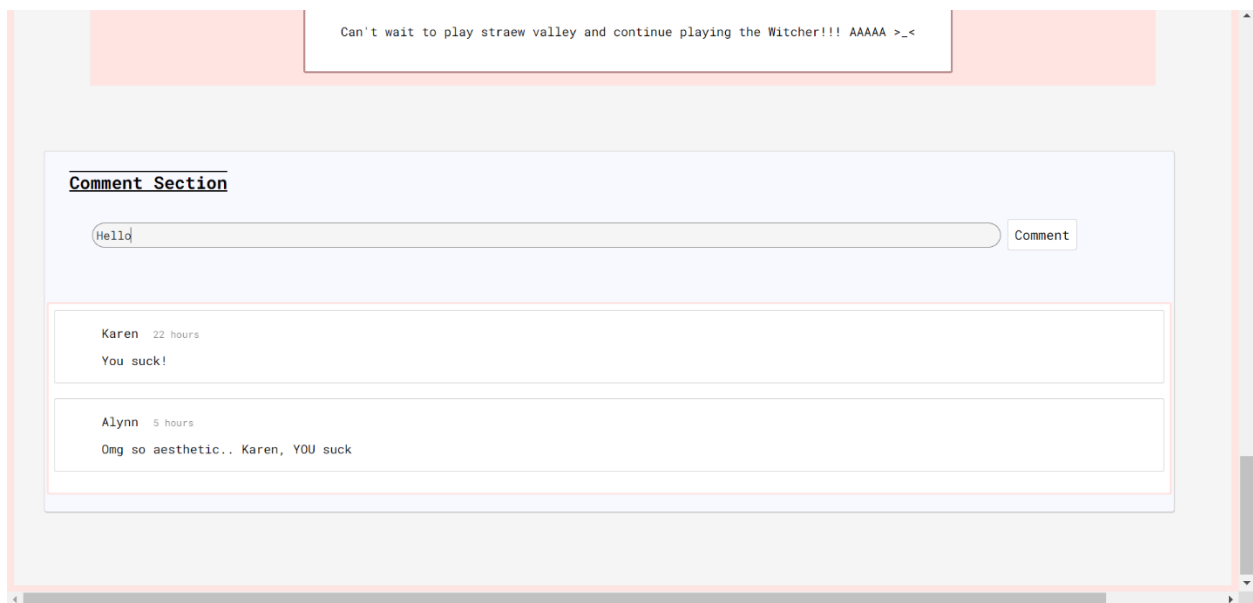 Can't wait to play straew valley and continue playing the Witcher!!! AAAAA >_<
Comment Section
Hello
Comment
Karen 22 hours
You suck!
Alynn 5 hours
Omg so aesthetic.. Karen, YOU suck